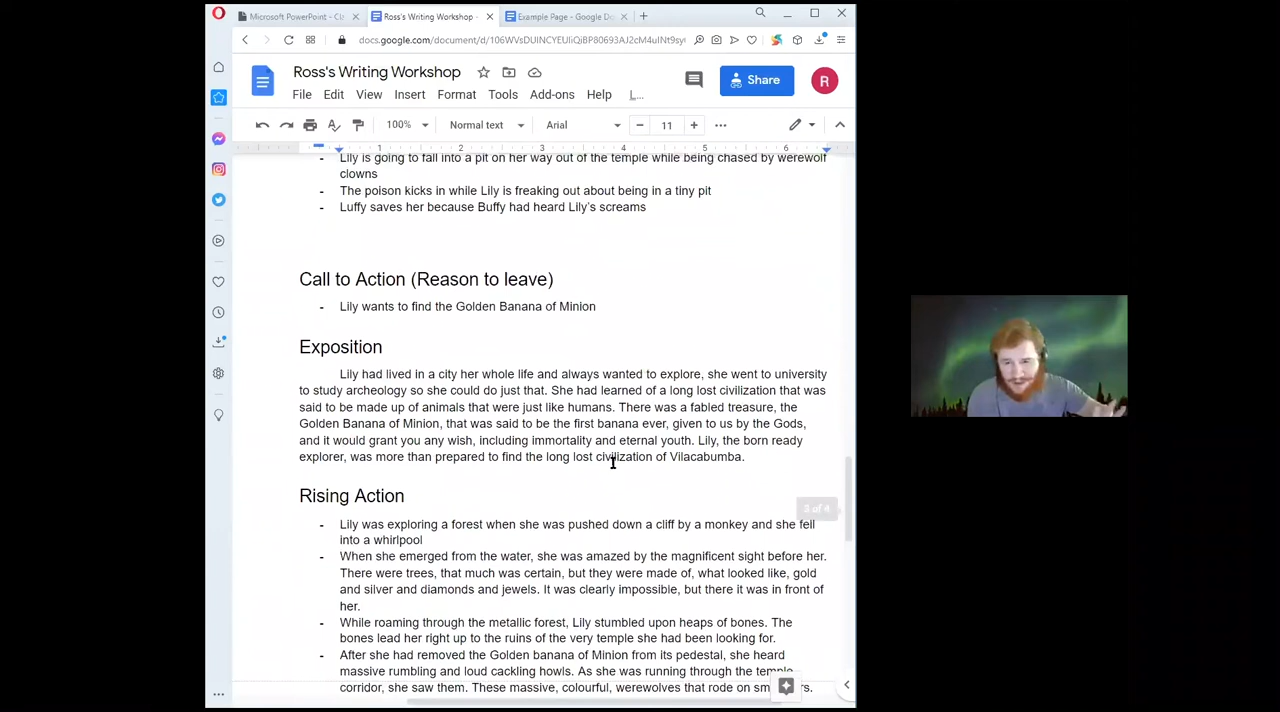 Microsoft PowerPoint - Cl
Ross's Writing Workshop -
Example Page - Google Do
docs.google.com/document/d/106WVsDUINCYEUIiQiBP80693AJ2cM4uINt9sy
Ross's Writing Workshop
Share
R
File Edit View Insert Format Tools Add-ons Help L...
100% Normal text Arial 11
1 2 3 4 5 6
- Lily is going to fall into a pit on her way out of the temple while being chased by werewolf
clowns
- The poison kicks in while Lily is freaking out about being in a tiny pit
- Luffy saves her because Buffy had heard Lily's screams
Call to Action (Reason to leave)
- Lily wants to find the Golden Banana of Minion
Exposition
Lily had lived in a city her whole life and always wanted to explore, she went to university
to study archeology so she could do just that. She had learned of a long lost civilization that was
said to be made up of animals that were just like humans. There was a fabled treasure, the
Golden Banana of Minion, that was said to be the first banana ever, given to us by the Gods,
and it would grant you any wish, including immortality and eternal youth. Lily, the born ready
explorer, was more than prepared to find the long lost civilization of Vilacabumba.
Rising Action
3 of 4
- Lily was exploring a forest when she was pushed down a cliff by a monkey and she fell
into a whirlpool
- When she emerged from the water, she was amazed by the magnificent sight before her.
There were trees, that much was certain, but they were made of, what looked like, gold
and silver and diamonds and jewels. It was clearly impossible, but there it was in front of
her.
- While roaming through the metallic forest, Lily stumbled upon heaps of bones. The
bones lead her right up to the ruins of the very temple she had been looking for.
- After she had removed the Golden banana of Minion from its pedestal, she heard
massive rumbling and loud cackling howls. As she was running through the temple
corridor, she saw them. These massive, colourful, werewolves that rode on